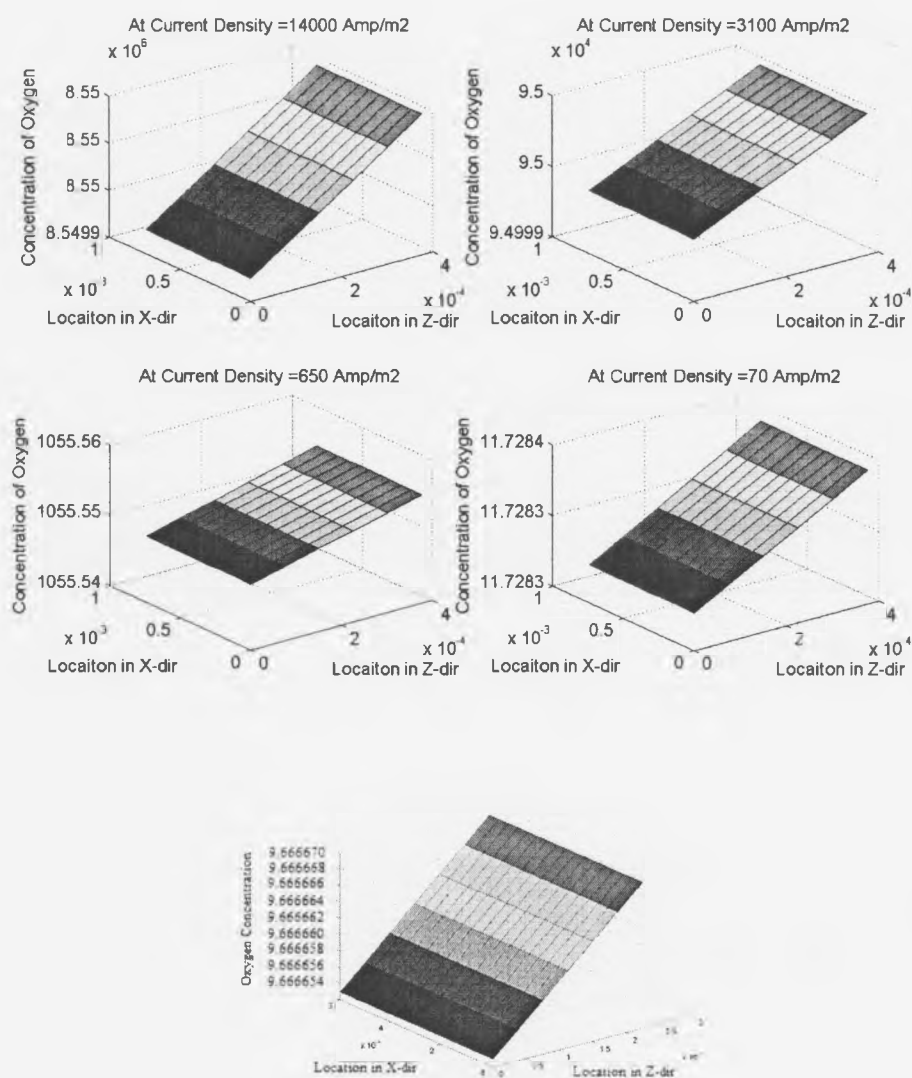 At Current Density =14000 Amp/m2
x 10^6
Concentration of Oxygen
8.55
8.55
8.55
8.5499
1
0.5
0
x 10^-3
Locaiton in X-dir
0
2
4
x 10^-4
Locaiton in Z-dir
At Current Density =3100 Amp/m2
x 10^4
Concentration of Oxygen
9.5
9.5
9.4999
1
0.5
0
x 10^-3
Locaiton in X-dir
0
2
4
x 10^-4
Locaiton in Z-dir
At Current Density =650 Amp/m2
Concentration of Oxygen
1055.56
1055.55
1055.54
1
0.5
0
x 10^-3
Locaiton in X-dir
0
2
4
x 10^-4
Locaiton in Z-dir
At Current Density =70 Amp/m2
Concentration of Oxygen
11.7284
11.7283
11.7283
1
0.5
0
x 10^-3
Locaiton in X-dir
0
2
4
x 10^4
Locaiton in Z-dir
Oxygen Concentration
9.666670
9.666668
9.666666
9.666664
9.666662
9.666660
9.666658
9.666656
9.666654
4
2
Location in X-dir
0
1
1.5
2
Location in Z-dir